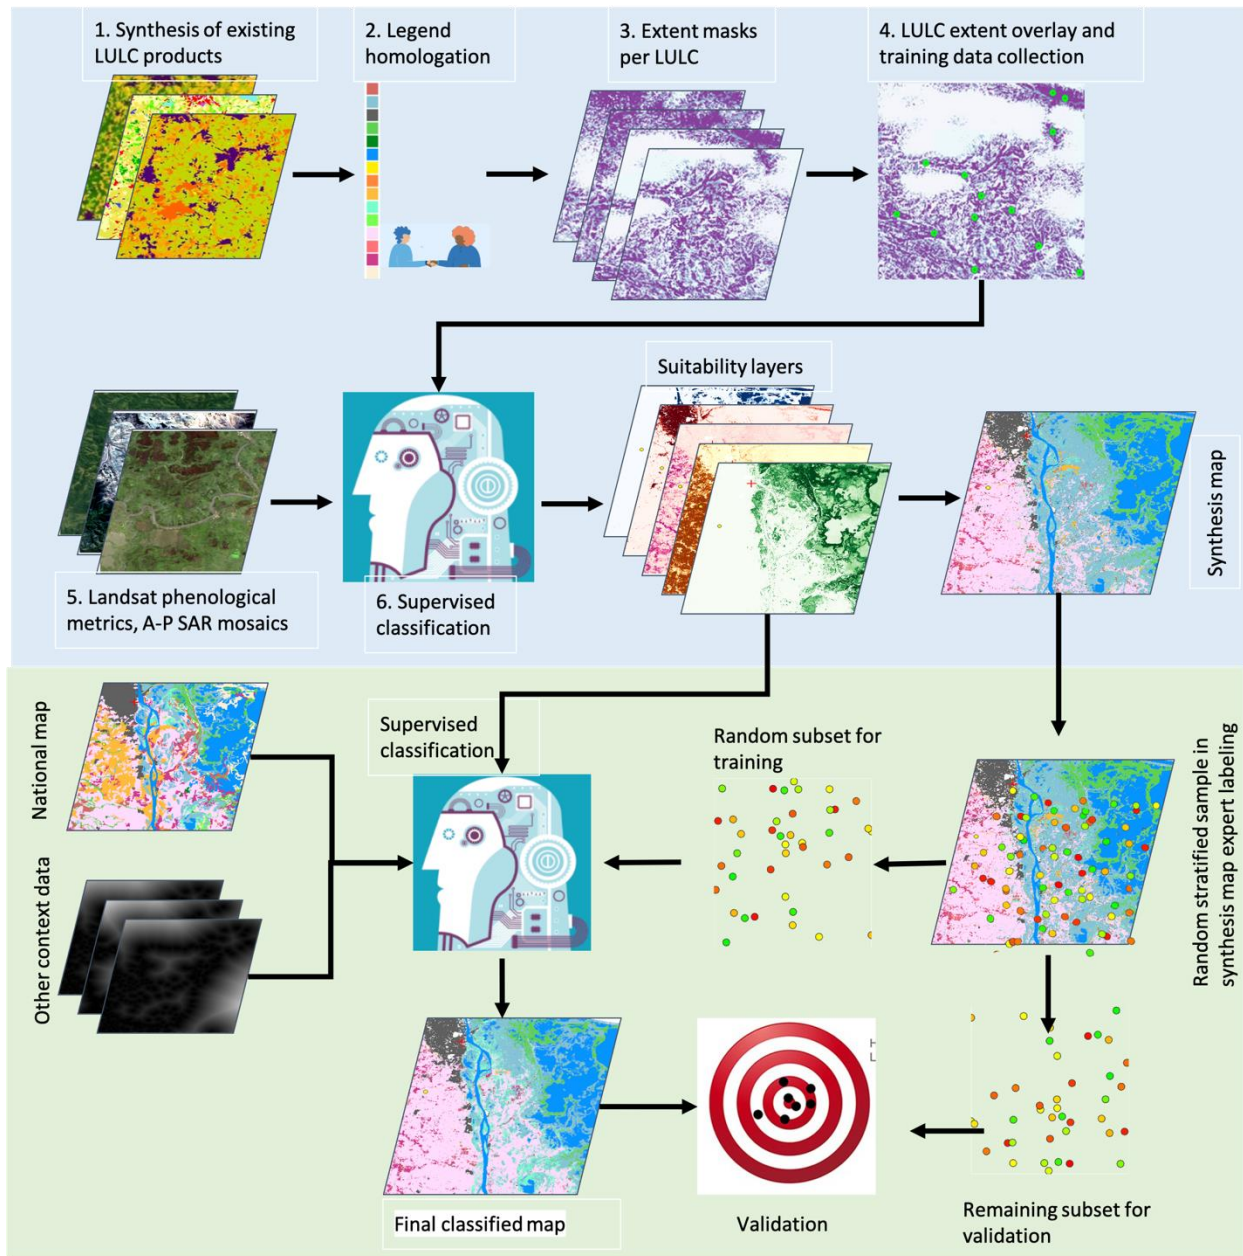 1. Synthesis of existing
LULC products
2. Legend
homologation
3. Extent masks
per LULC
4. LULC extent overlay and
training data collection
Suitability layers
Synthesis map
5. Landsat phenological
metrics, A-P SAR mosaics
6. Supervised
classification
National map
Supervised
classification
Random subset for
training
Random stratified sample in
synthesis map expert labeling
Other context data
H
L
Final classified map
Validation
Remaining subset for
validation